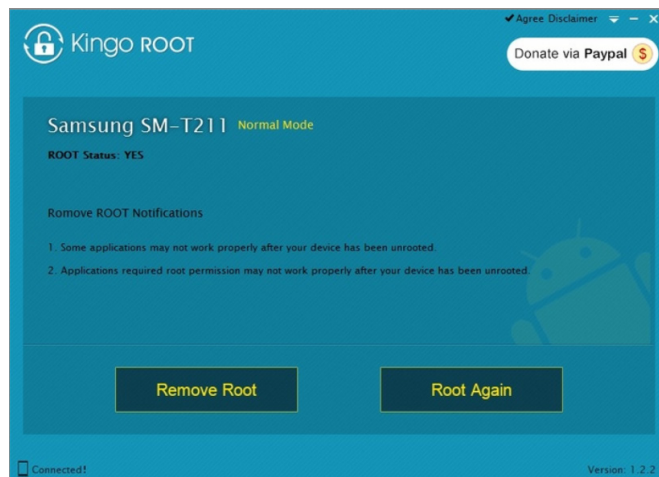 ✔Agree Disclaimer
Kingo ROOT
Donate via Paypal $
Samsung SM-T211 Normal Mode
ROOT Status: YES
Romove ROOT Notifications
1. Some applications may not work properly after your device has been unrooted.
2. Applications required root permission may not work properly after your device has been unrooted.
Remove Root
Root Again
Connected!
Version: 1.2.2